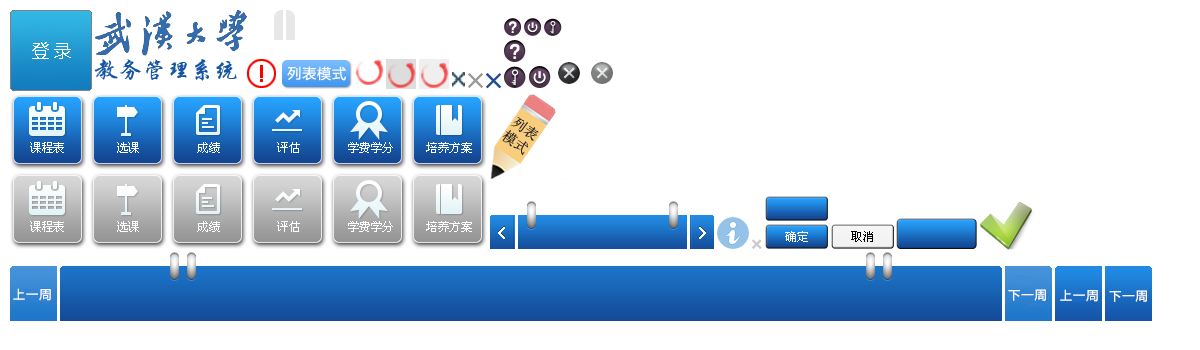 登录
武漢大學
教务管理系统
列表模式
课程表
选课
成绩
评估
学费学分
培养方案
列表
模式
课程表
选课
成绩
评估
学费学分
培养方案
确定
取消
上一周
下一周
上一周
下一周